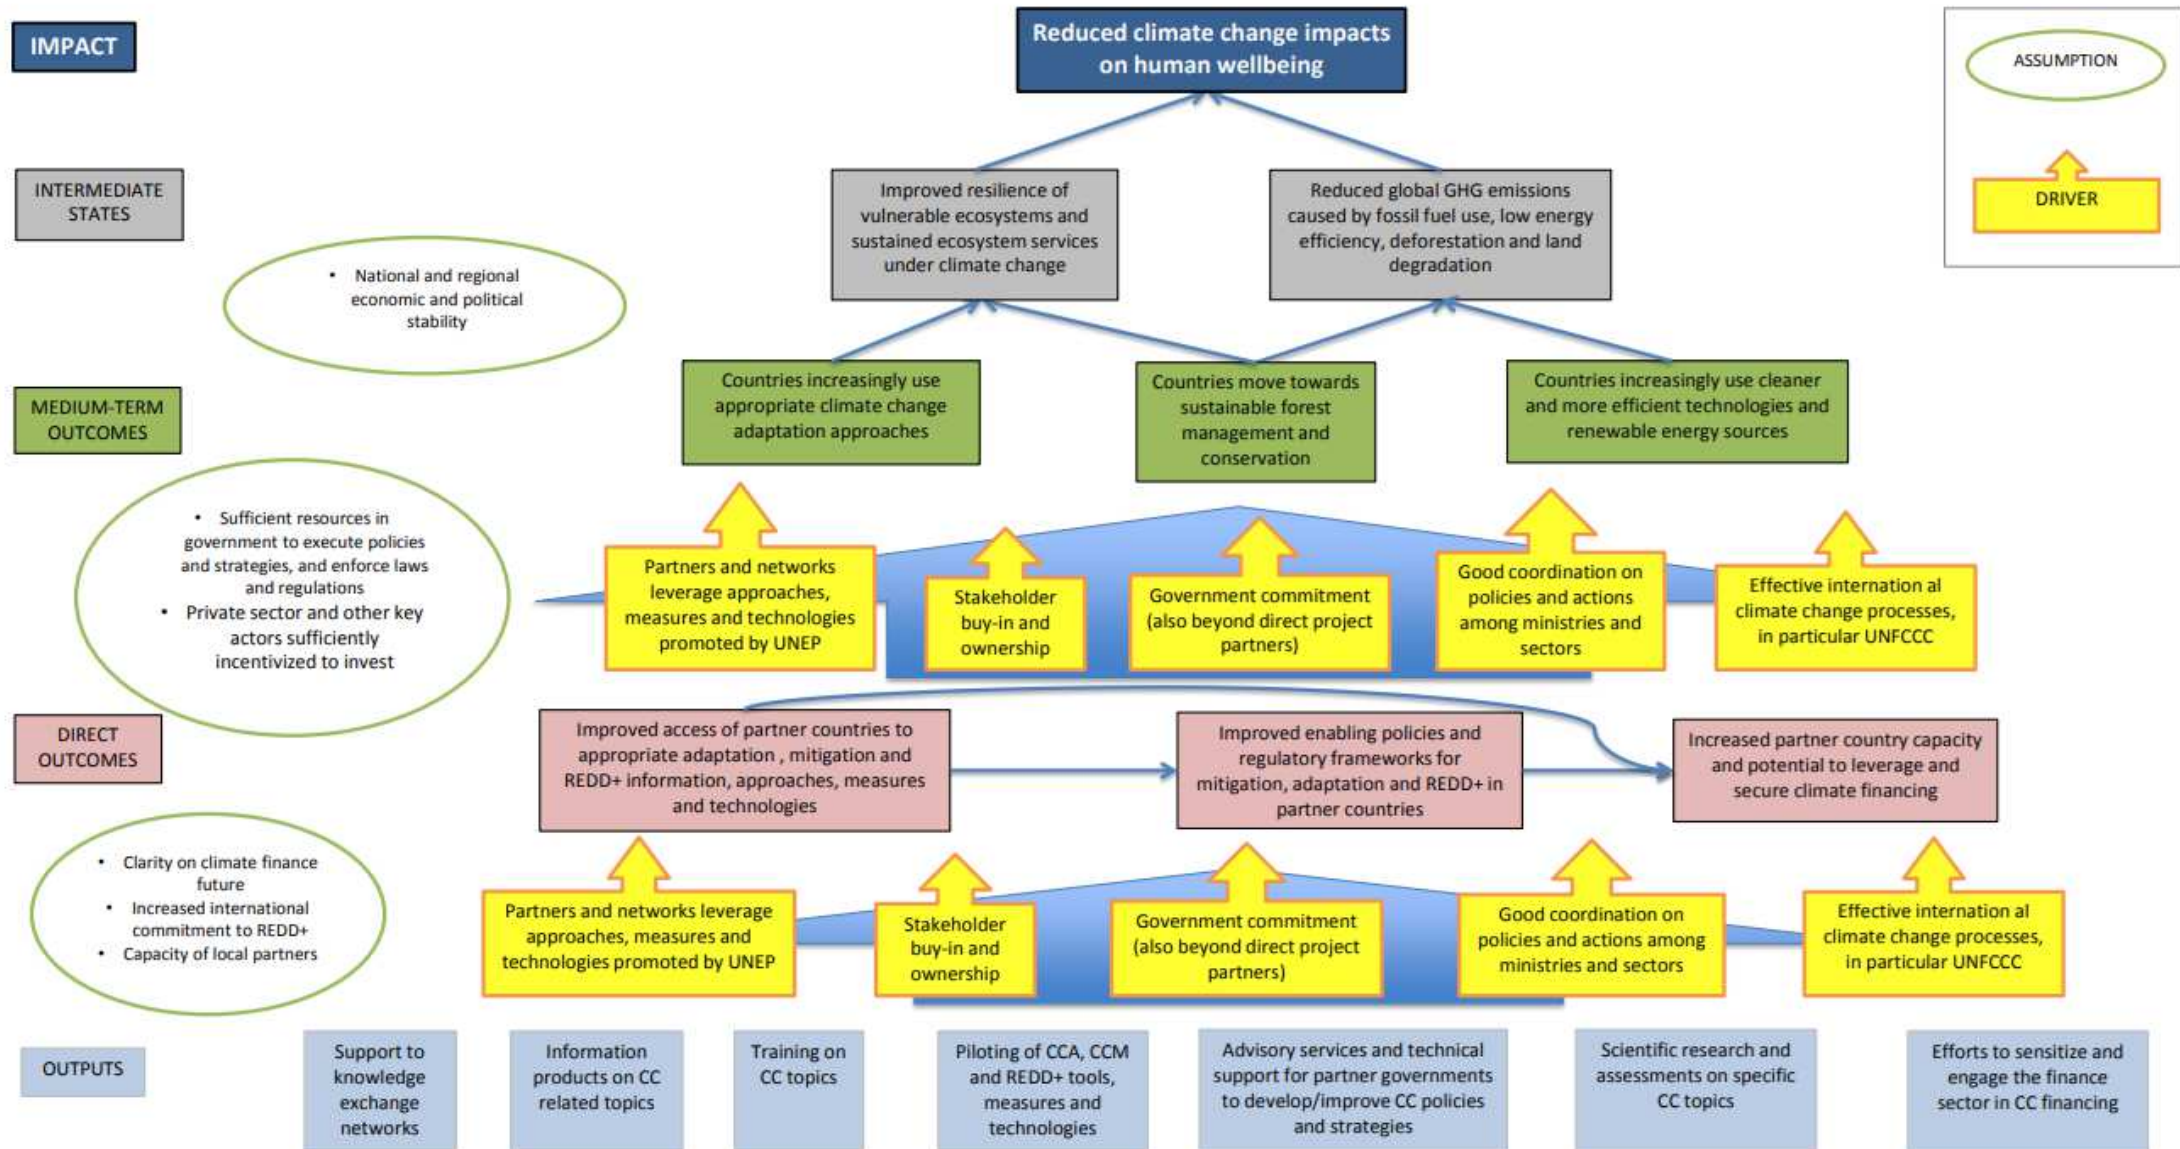 IMPACT
Reduced climate change impacts
on human wellbeing
ASSUMPTION
DRIVER
INTERMEDIATE
STATES
Improved resilience of
vulnerable ecosystems and
sustained ecosystem services
under climate change
Reduced global GHG emissions
caused by fossil fuel use, low energy
efficiency, deforestation and land
degradation
• National and regional
economic and political
stability
MEDIUM-TERM
OUTCOMES
Countries increasingly use
appropriate climate change
adaptation approaches
Countries move towards
sustainable forest
management and
conservation
Countries increasingly use cleaner
and more efficient technologies and
renewable energy sources
• Sufficient resources in
government to execute policies
and strategies, and enforce laws
and regulations
• Private sector and other key
actors sufficiently
incentivized to invest
Partners and networks
leverage approaches,
measures and technologies
promoted by UNEP
Stakeholder
buy-in and
ownership
Government commitment
(also beyond direct project
partners)
Good coordination on
policies and actions
among ministries and
sectors
Effective internation al
climate change processes,
in particular UNFCCC
DIRECT
OUTCOMES
Improved access of partner countries to
appropriate adaptation , mitigation and
REDD+ information, approaches, measures
and technologies
Improved enabling policies and
regulatory frameworks for
mitigation, adaptation and REDD+ in
partner countries
Increased partner country capacity
and potential to leverage and
secure climate financing
• Clarity on climate finance
future
• Increased international
commitment to REDD+
• Capacity of local partners
Partners and networks leverage
approaches, measures and
technologies promoted by UNEP
Stakeholder
buy-in and
ownership
Government commitment
(also beyond direct project
partners)
Good coordination on
policies and actions among
ministries and sectors
Effective internation al
climate change processes,
in particular UNFCCC
OUTPUTS
Support to
knowledge
exchange
networks
Information
products on CC
related topics
Training on
CC topics
Piloting of CCA, CCM
and REDD+ tools,
measures and
technologies
Advisory services and technical
support for partner governments
to develop/improve CC policies
and strategies
Scientific research and
assessments on specific
CC topics
Efforts to sensitize and
engage the finance
sector in CC financing